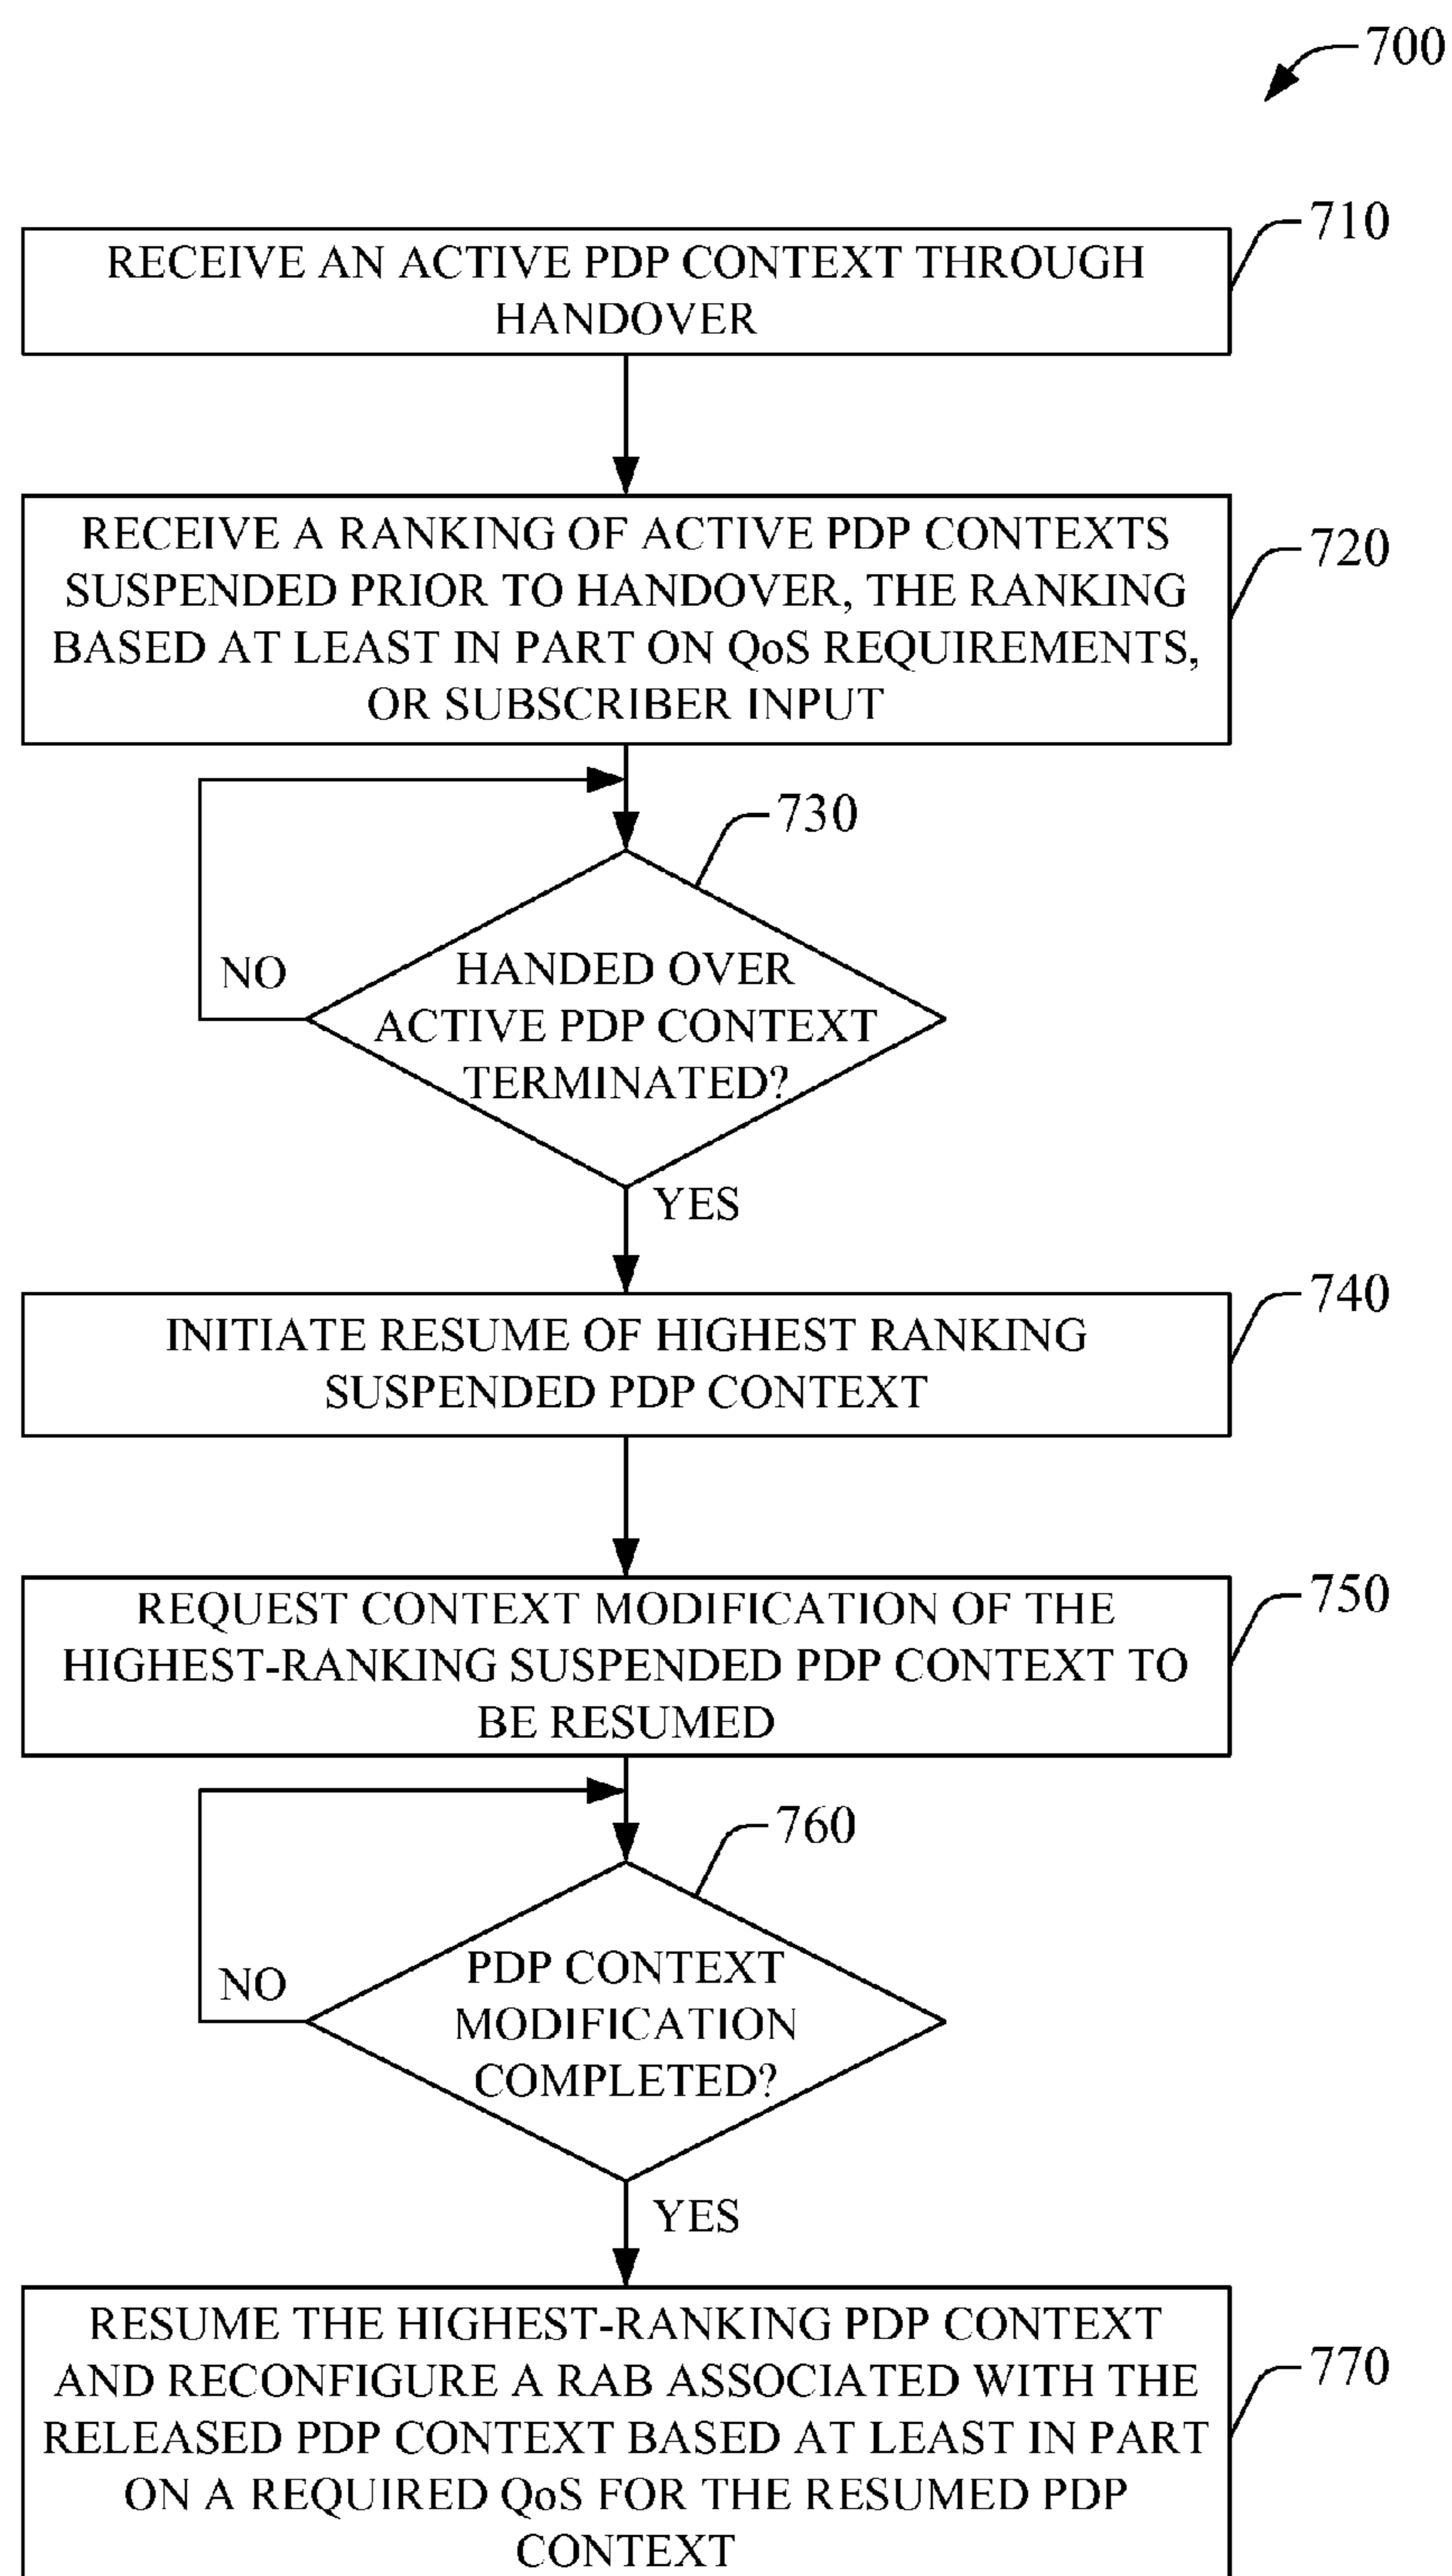 700
710
RECEIVE AN ACTIVE PDP CONTEXT THROUGH
HANDOVER
720
RECEIVE A RANKING OF ACTIVE PDP CONTEXTS
SUSPENDED PRIOR TO HANDOVER, THE RANKING
BASED AT LEAST IN PART ON QoS REQUIREMENTS,
OR SUBSCRIBER INPUT
730
NO
HANDED OVER
ACTIVE PDP CONTEXT
TERMINATED?
YES
740
INITIATE RESUME OF HIGHEST RANKING
SUSPENDED PDP CONTEXT
750
REQUEST CONTEXT MODIFICATION OF THE
HIGHEST-RANKING SUSPENDED PDP CONTEXT TO
BE RESUMED
760
NO
PDP CONTEXT
MODIFICATION
COMPLETED?
YES
770
RESUME THE HIGHEST-RANKING PDP CONTEXT
AND RECONFIGURE A RAB ASSOCIATED WITH THE
RELEASED PDP CONTEXT BASED AT LEAST IN PART
ON A REQUIRED QoS FOR THE RESUMED PDP
CONTEXT